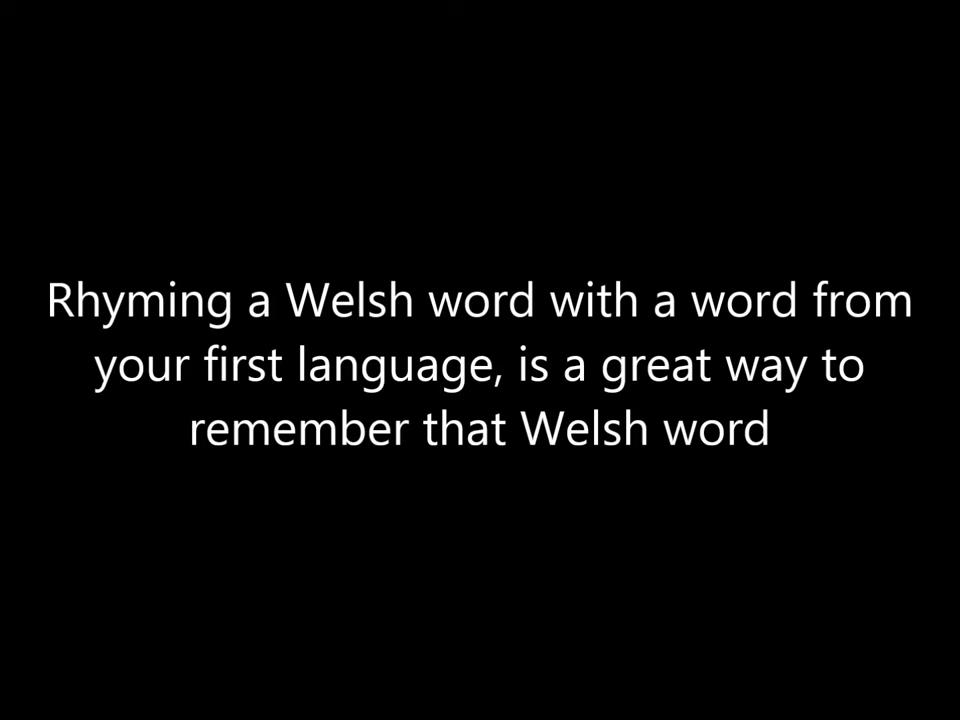 Rhyming a Welsh word with a word from
your first language, is a great way to
remember that Welsh word